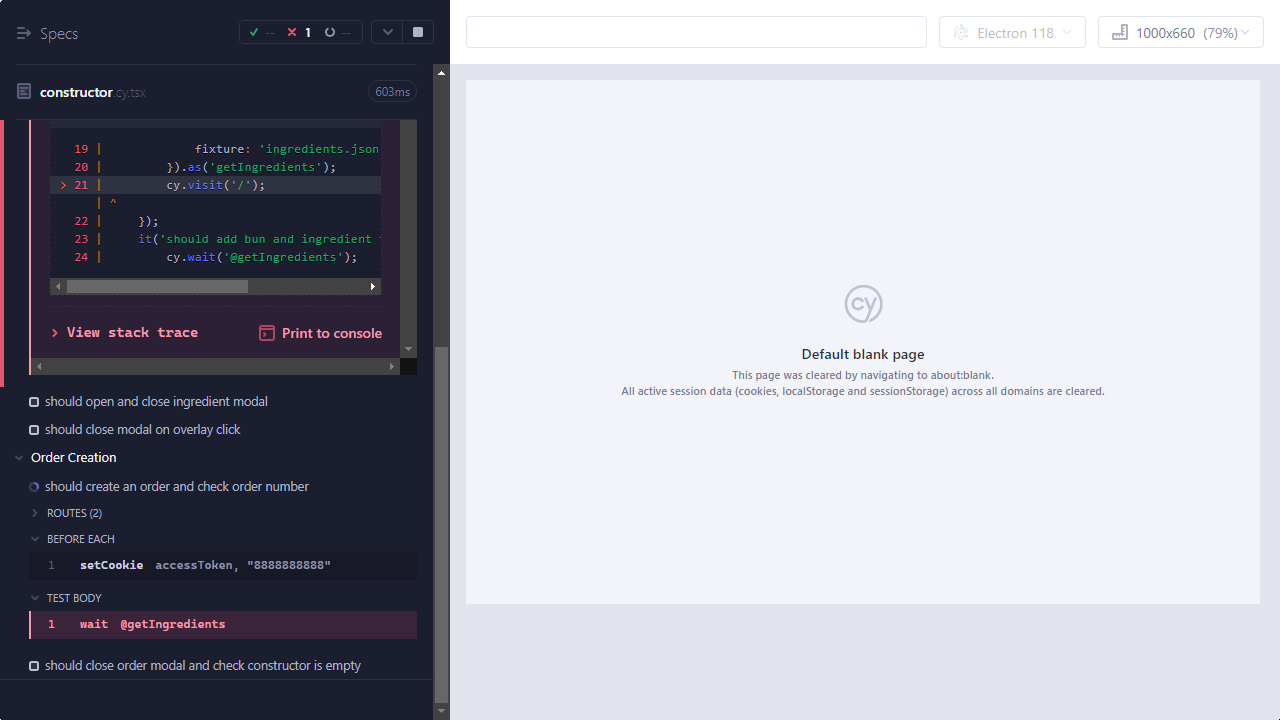 Specs
-- 1 --
Electron 118
1000x660 (79%)
constructor.cy.tsx
603ms
19 | fixture: 'ingredients.json
20 | }).as('getIngredients');
> 21 | cy.visit('/');
| ^
22 | });
23 | it('should add bun and ingredient
24 | cy.wait('@getIngredients');
View stack trace
Print to console
should open and close ingredient modal
should close modal on overlay click
Order Creation
should create an order and check order number
ROUTES (2)
BEFORE EACH
1 setCookie accessToken, "8888888888"
TEST BODY
1 wait @getIngredients
should close order modal and check constructor is empty
cy
Default blank page
This page was cleared by navigating to about:blank.
All active session data (cookies, localStorage and sessionStorage) across all domains are cleared.